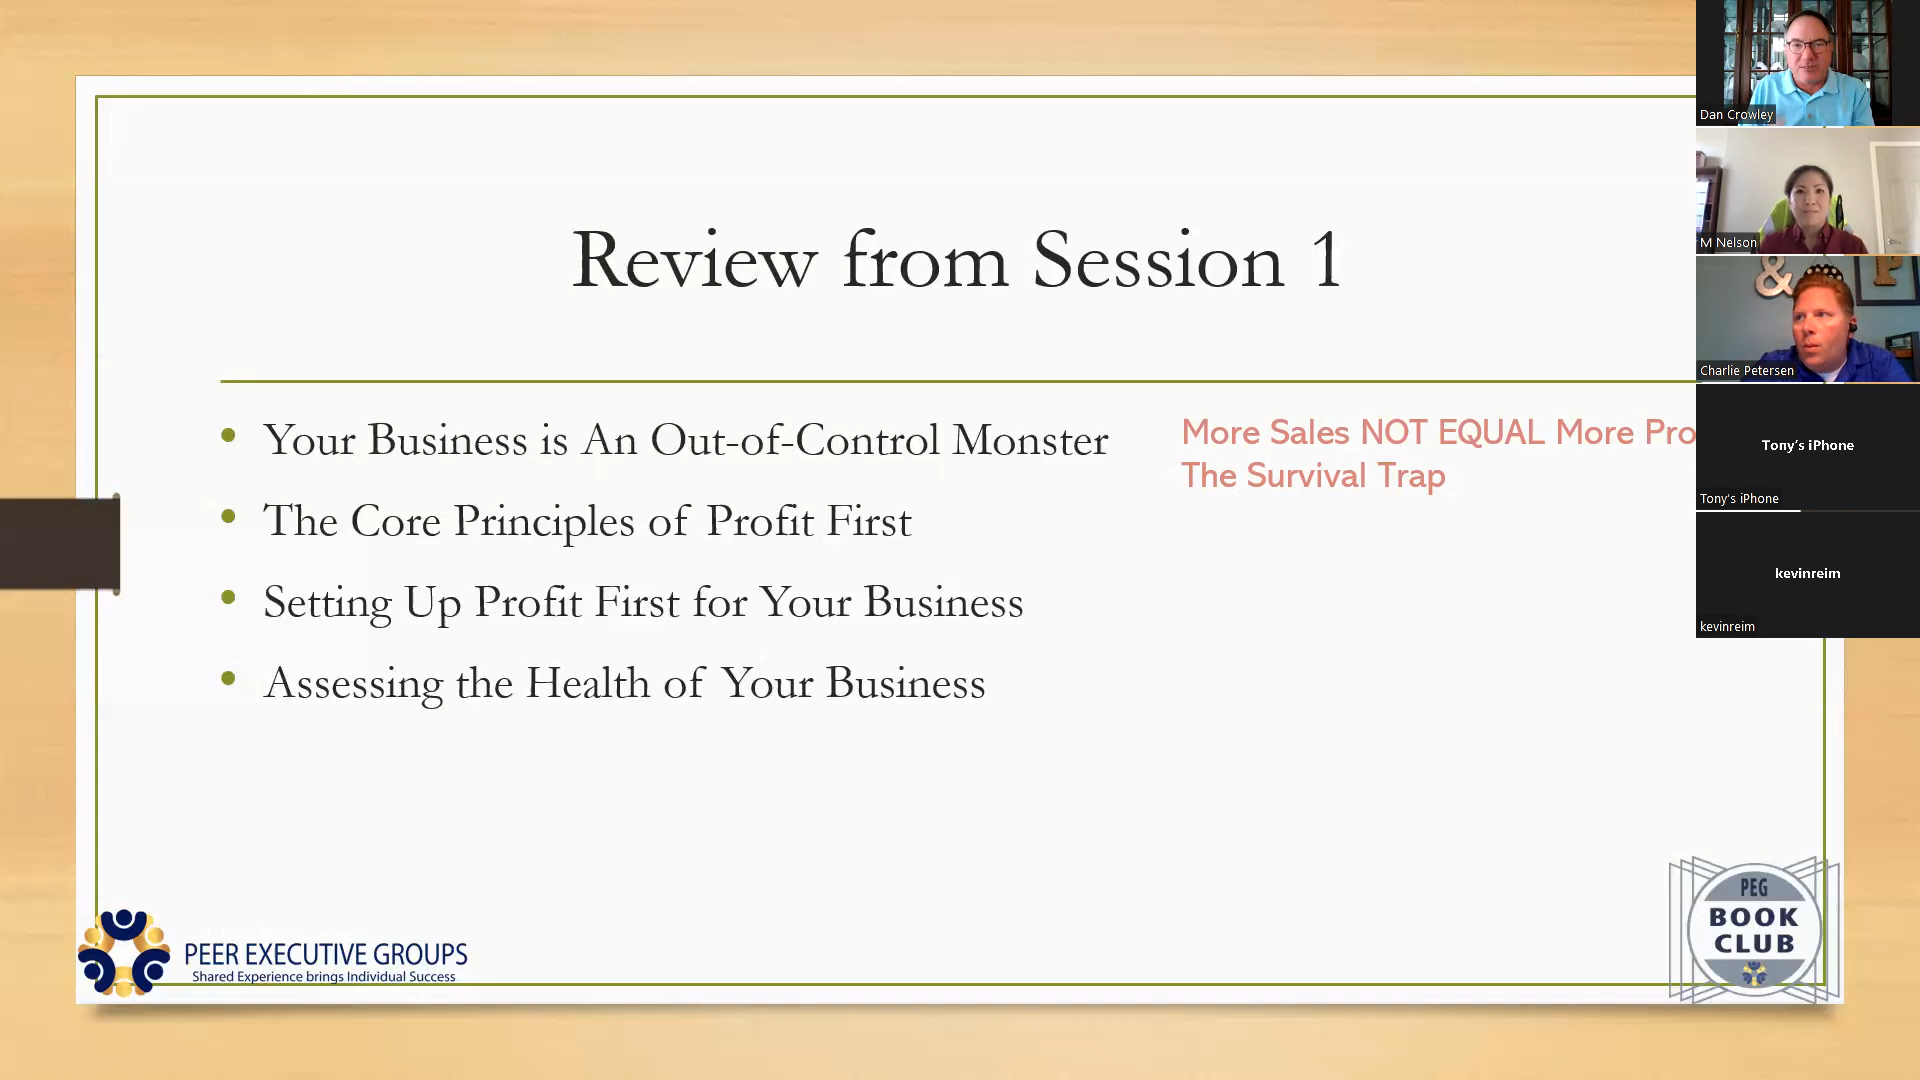 Review from Session 1
• Your Business is An Out-of-Control Monster
• The Core Principles of Profit First
• Setting Up Profit First for Your Business
• Assessing the Health of Your Business
More Sales NOT EQUAL More Pro
The Survival Trap
PEER EXECUTIVE GROUPS
Shared Experience brings Individual Success
PEG
BOOK
CLUB
Dan Crowley
M Nelson
&
P
Charlie Petersen
Tony's iPhone
Tony's iPhone
kevinreim
kevinreim